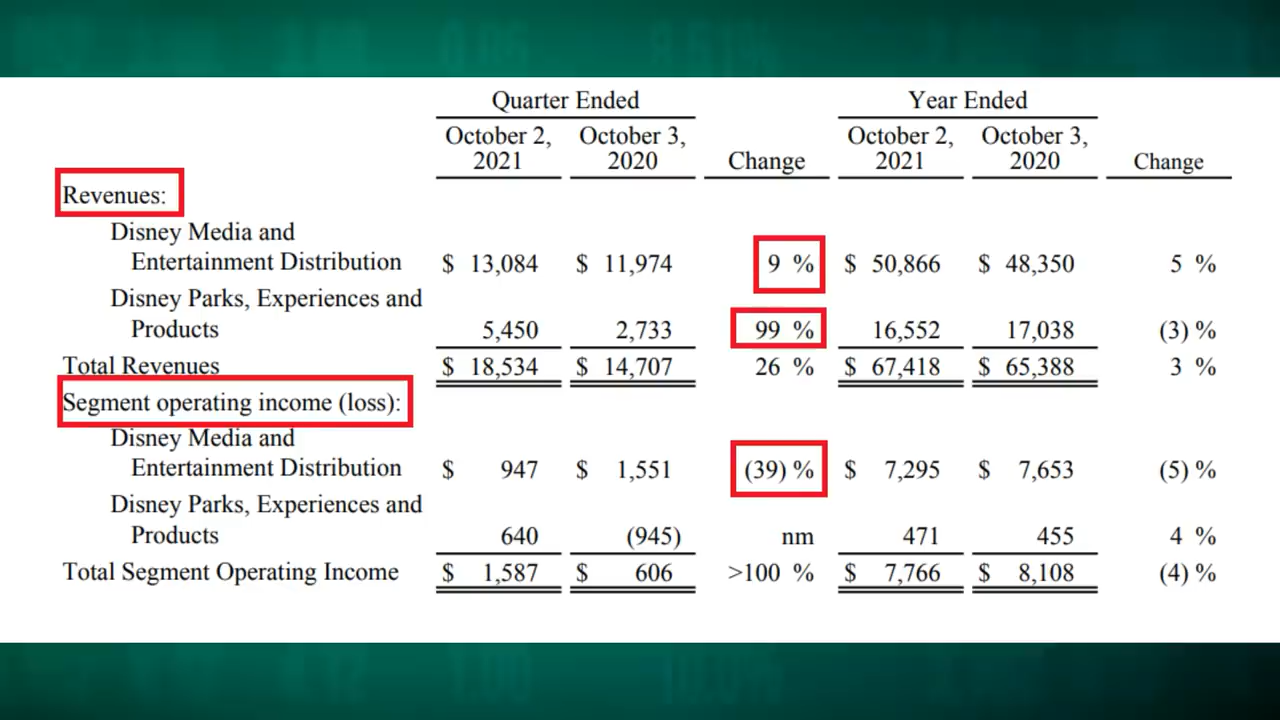 Quarter Ended Year Ended
October 2, October 3, October 2, October 3,
2021 2020 Change 2021 2020 Change
Revenues:
Disney Media and
Entertainment Distribution $ 13,084 $ 11,974 9 % $ 50,866 $ 48,350 5 %
Disney Parks, Experiences and
Products 5,450 2,733 99 % 16,552 17,038 (3) %
Total Revenues $ 18,534 $ 14,707 26 % $ 67,418 $ 65,388 3 %
Segment operating income (loss):
Disney Media and
Entertainment Distribution $ 947 $ 1,551 (39) % $ 7,295 $ 7,653 (5) %
Disney Parks, Experiences and
Products 640 (945) nm 471 455 4 %
Total Segment Operating Income $ 1,587 $ 606 >100 % $ 7,766 $ 8,108 (4) %